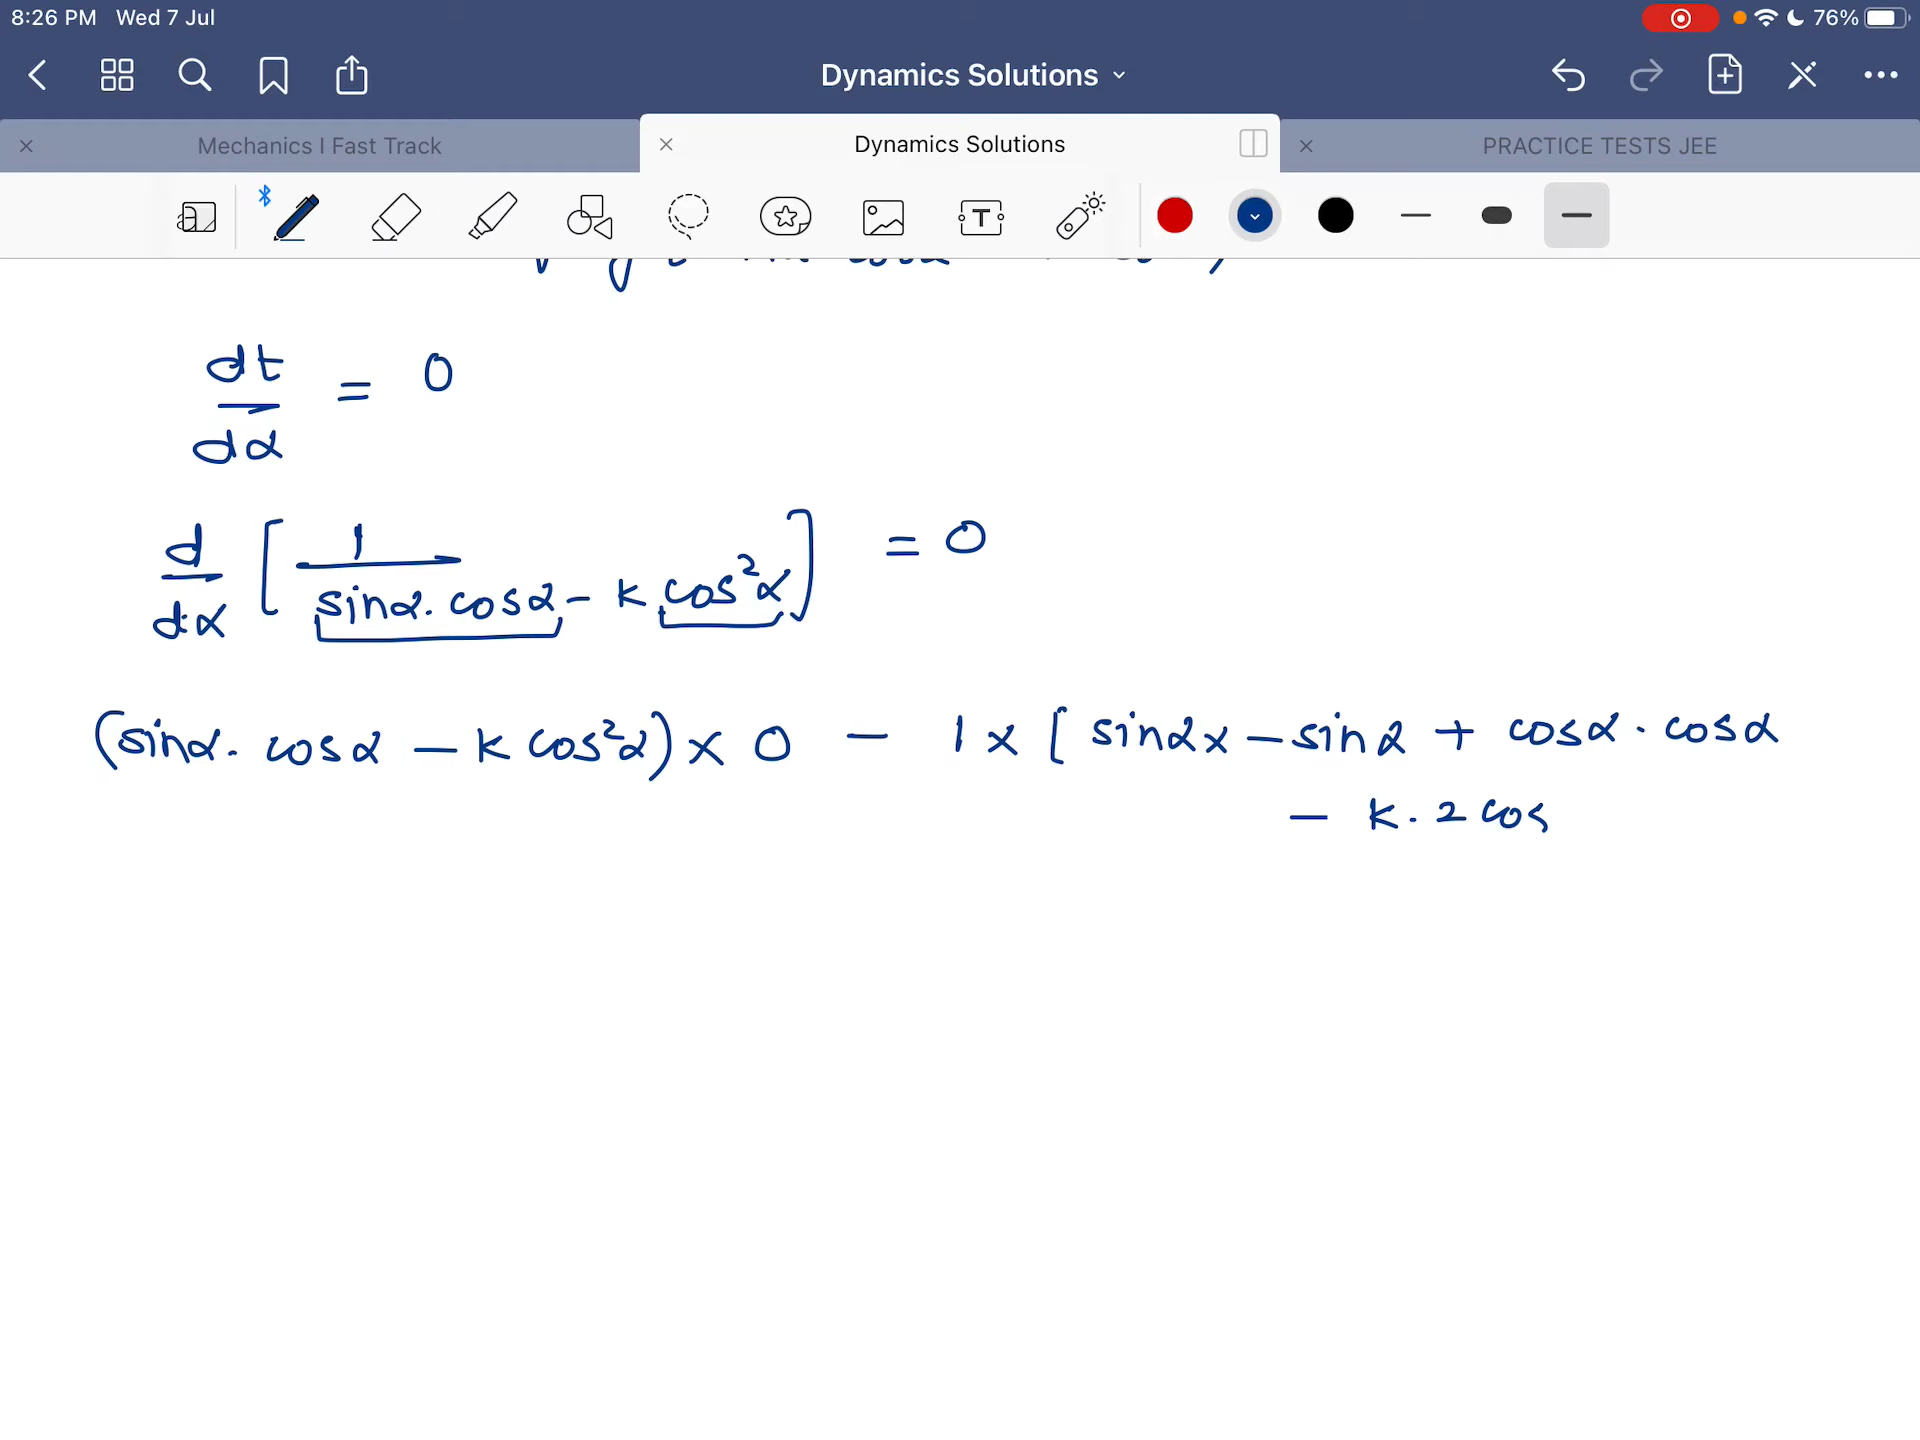 8:26 PM Wed 7 Jul 76%
Dynamics Solutions
Mechanics I Fast Track
Dynamics Solutions
PRACTICE TESTS JEE
dt/dα = 0
d/dα [1/(sinα. cosα - k cos²α)] = 0
(sinα. cosα - k cos²α) x 0 - 1 x [sinα x - sinα + cosα . cosα
- k. 2 cos